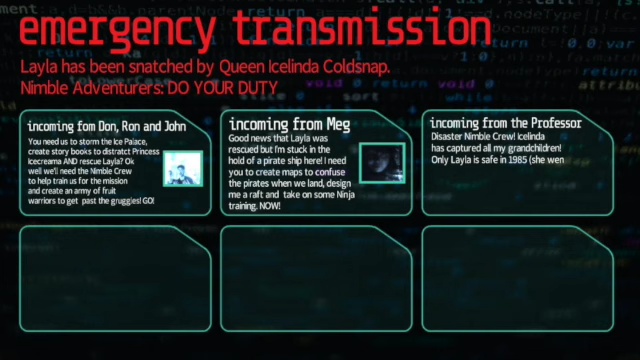 emergency transmission
Layla has been snatched by Queen Icelinda Coldsnap.
Nimble Adventurers: DO YOUR DUTY
incoming fom Don, Ron and John
You need us to storm the Ice Palace,
create story books to distratct Princess
Icecreama AND rescue Layla? Ok
well we'll need the Nimble Crew
to help train us for the mission
and create an army of fruit
warriors to get past the gruggles! GO!
incoming from Meg
Good news that Layla was
rescued but I'm stuck in the
hold of a pirate ship here! I need
you to create maps to confuse
the pirates when we land, design
me a raft and take on some Ninja
training. NOW!
incoming from the Professor
Disaster Nimble Crew! Icelinda
has captured all my grandchildren!
Only Layla is safe in 1985 (she wen